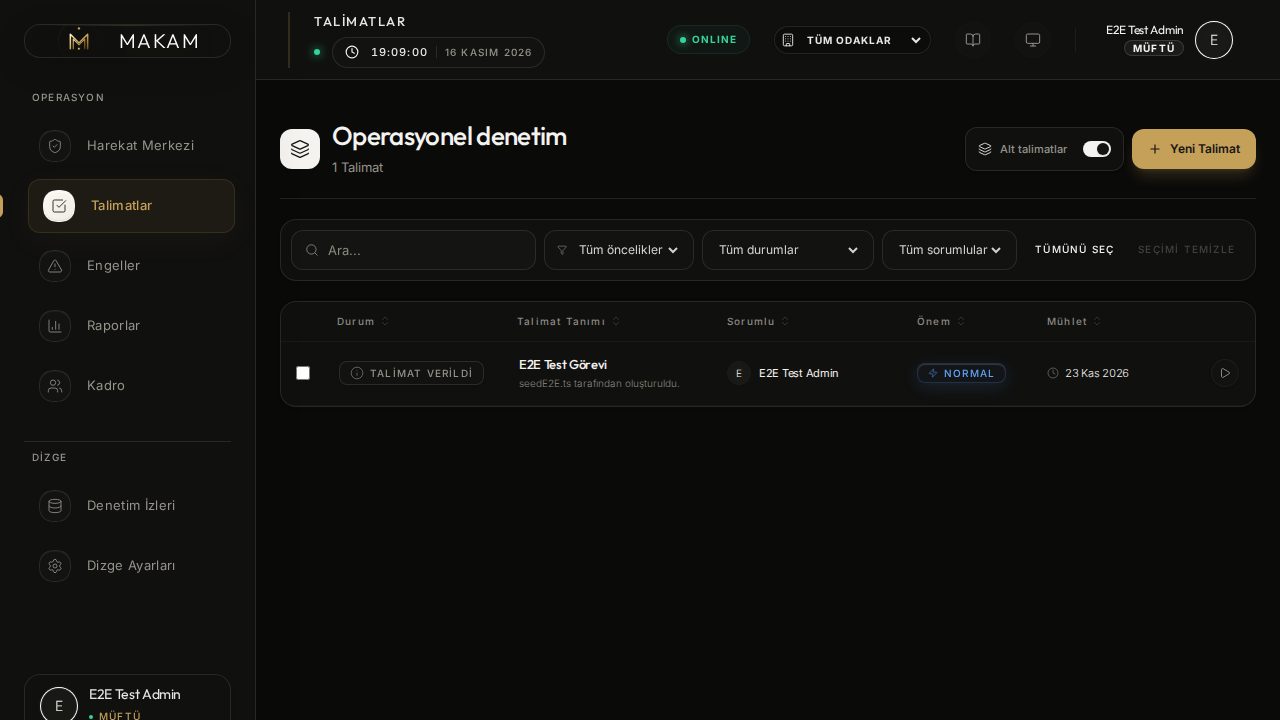 MAKAM
OPERASYON
Harekat Merkezi
Talimatlar
Engeller
Raporlar
Kadro
DİZGE
Denetim İzleri
Dizge Ayarları
E
E2E Test Admin
MÜFTÜ
TALİMATLAR
19:09:00 16 KASIM 2026
ONLINE
TÜM ODAKLAR
E2E Test Admin
MÜFTÜ
E
Operasyonel denetim
1 Talimat
Alt talimatlar
Yeni Talimat
Ara...
Tüm öncelikler
Tüm durumlar
Tüm sorumlular
TÜMÜNÜ SEÇ
SEÇİMİ TEMİZLE
Durum Talimat Tanımı Sorumlu Önem Mühlet
TALİMAT VERİLDİ
E2E Test Görevi
seedE2E.ts tarafından oluşturuldu.
E E2E Test Admin
NORMAL
23 Kas 2026